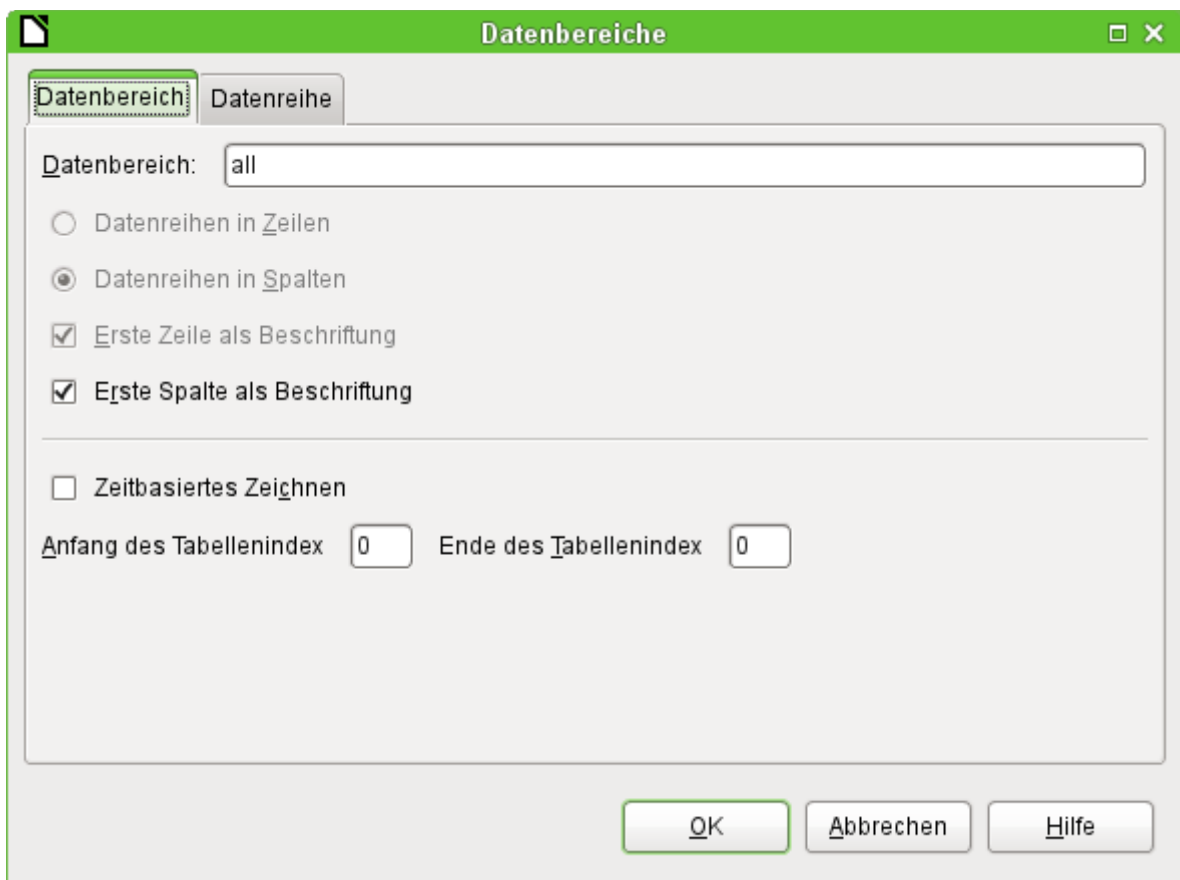 Datenbereiche
Datenbereich Datenreihe
Datenbereich: all
Datenreihen in Zeilen
Datenreihen in Spalten
Erste Zeile als Beschriftung
Erste Spalte als Beschriftung
Zeitbasiertes Zeichnen
Anfang des Tabellenindex 0 Ende des Tabellenindex 0
OK Abbrechen Hilfe